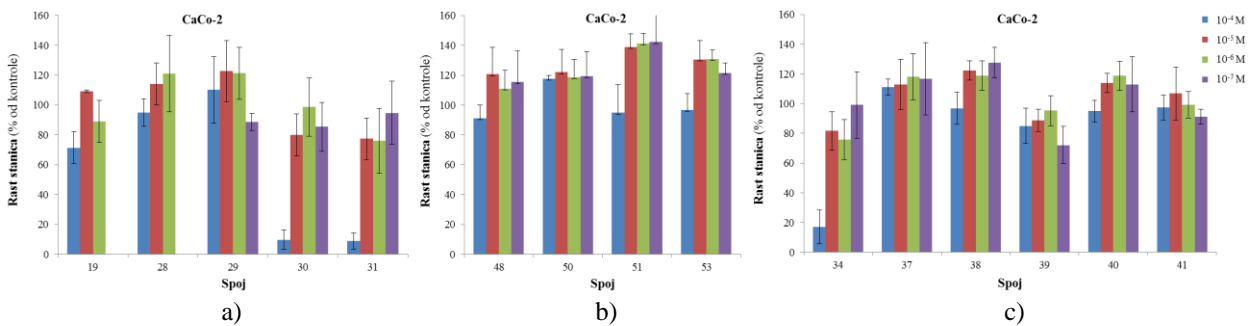 CaCo-2
Rast stanica (% od kontrole)
160
140
120
100
80
60
40
20
0
19 28 29 30 31
Spoj
a)
CaCo-2
Rast stanica (% od kontrole)
160
140
120
100
80
60
40
20
0
48 50 51 53
Spoj
b)
CaCo-2
Rast stanica (% od kontrole)
160
140
120
100
80
60
40
20
0
34 37 38 39 40 41
Spoj
c)
10⁻⁴ M
10⁻⁵ M
10⁻⁶ M
10⁻⁷ M